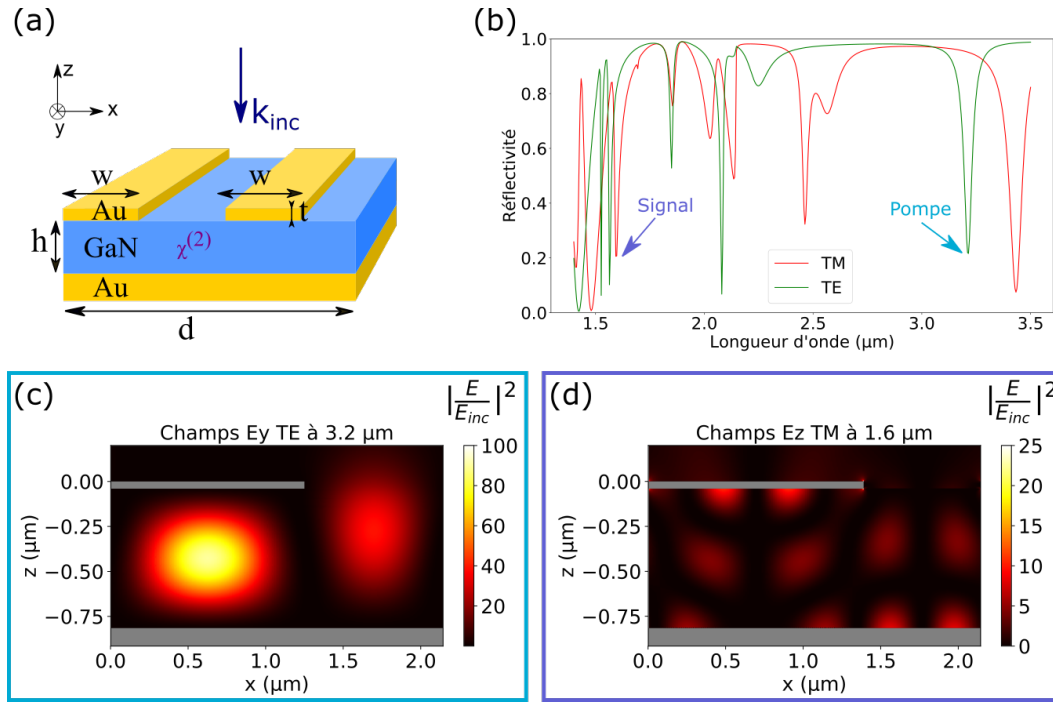 (a)
z
x
y
k_inc
w
w
Au
t
h
GaN
χ^(2)
Au
d
(b)
Réflectivité
1.0
0.8
0.6
0.4
0.2
0.0
Signal
Pompe
TM
TE
1.5 2.0 2.5 3.0 3.5
Longueur d'onde (µm)
(c)
|E/E_inc|^2
Champs Ey TE à 3.2 µm
z (µm)
0.00
−0.25
−0.50
−0.75
0.0 0.5 1.0 1.5 2.0
x (µm)
100
80
60
40
20
(d)
|E/E_inc|^2
Champs Ez TM à 1.6 µm
z (µm)
0.00
−0.25
−0.50
−0.75
0.0 0.5 1.0 1.5 2.0
x (µm)
25
20
15
10
5
0